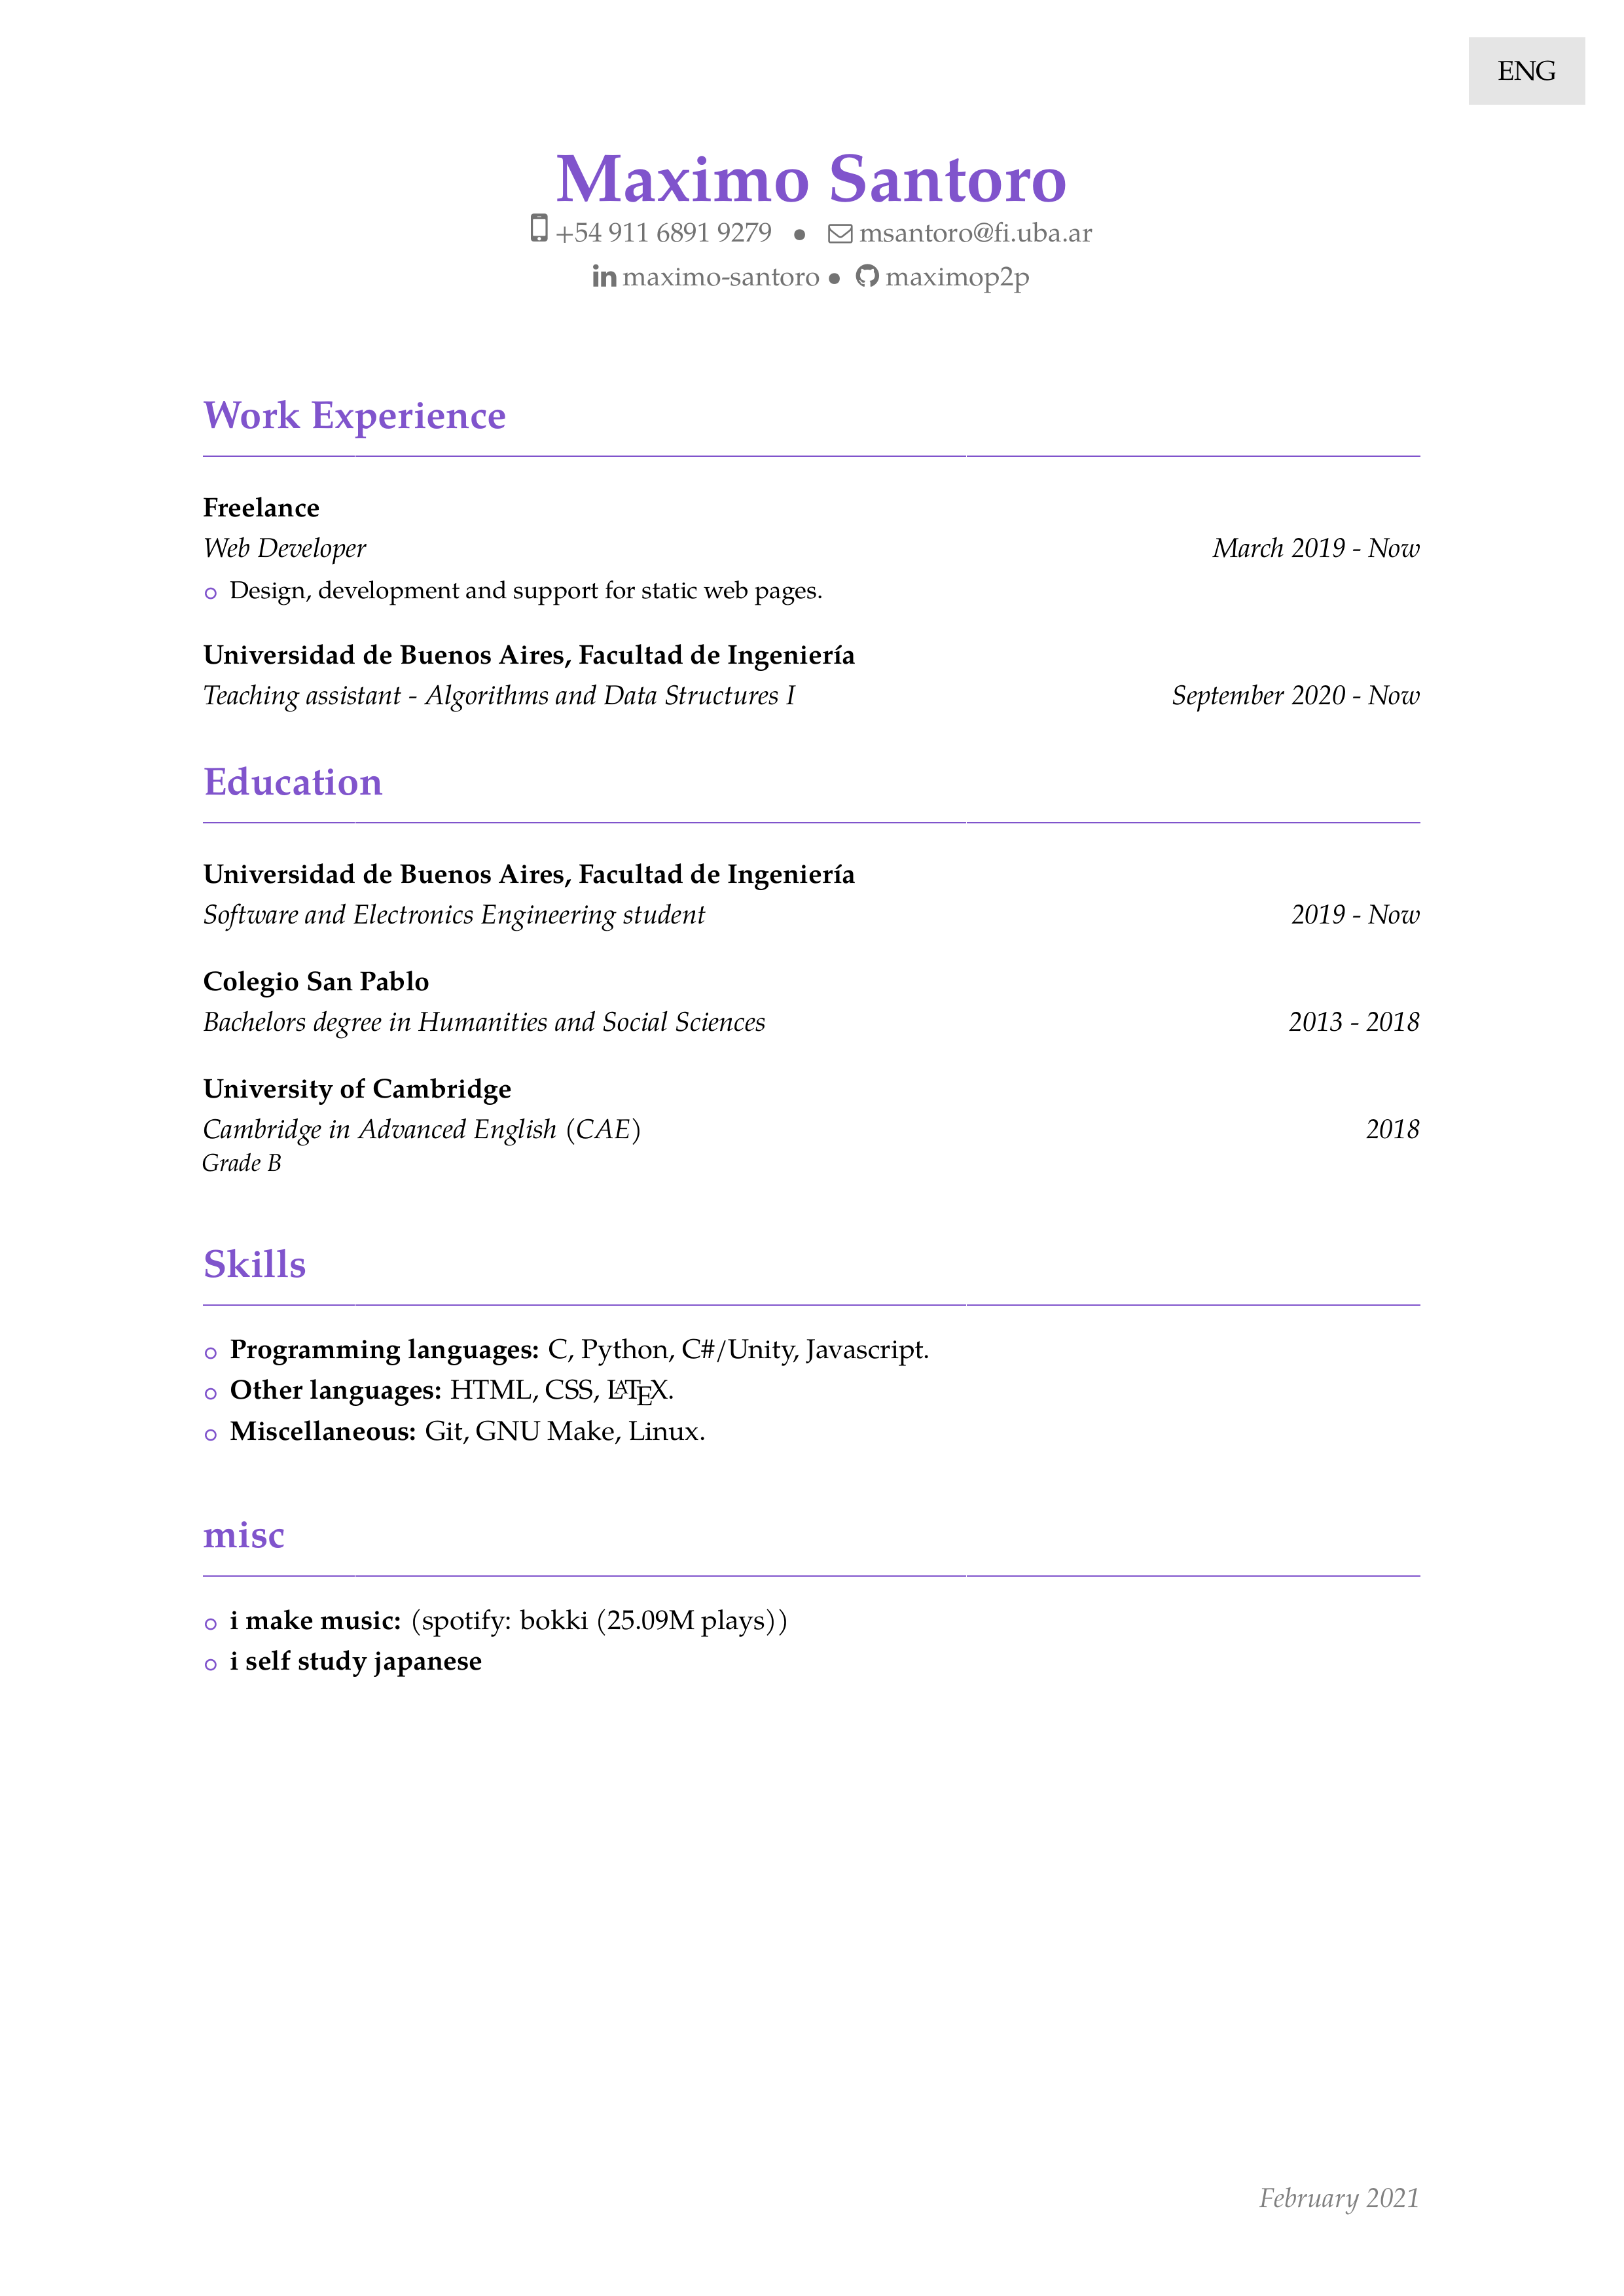 ENG
Maximo Santoro
+54 911 6891 9279 ● msantoro@fi.uba.ar
in maximo-santoro ● maximop2p
Work Experience
Freelance
Web Developer March 2019 - Now
Design, development and support for static web pages.
Universidad de Buenos Aires, Facultad de Ingeniería
Teaching assistant - Algorithms and Data Structures I September 2020 - Now
Education
Universidad de Buenos Aires, Facultad de Ingeniería
Software and Electronics Engineering student 2019 - Now
Colegio San Pablo
Bachelors degree in Humanities and Social Sciences 2013 - 2018
University of Cambridge
Cambridge in Advanced English (CAE) 2018
Grade B
Skills
Programming languages: C, Python, C#/Unity, Javascript.
Other languages: HTML, CSS, LATEX.
Miscellaneous: Git, GNU Make, Linux.
misc
i make music: (spotify: bokki (25.09M plays))
i self study japanese
February 2021